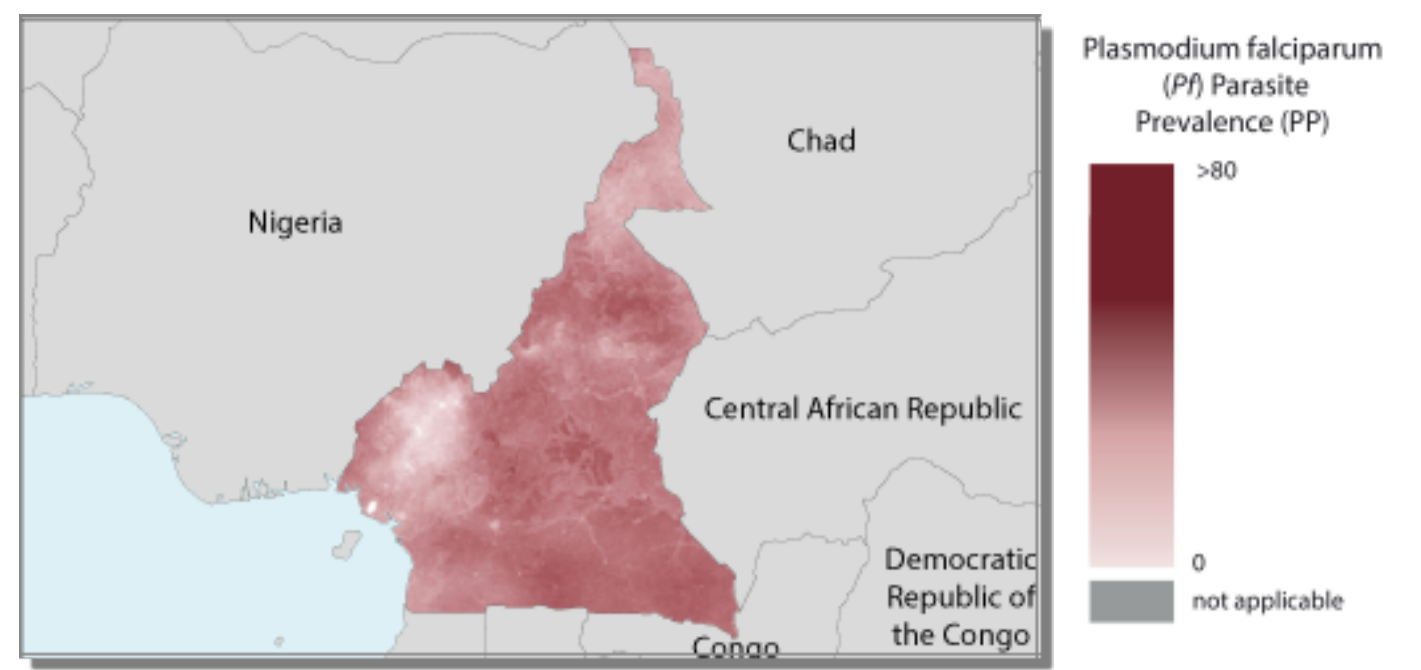 Plasmodium falciparum
(Pf) Parasite
Prevalence (PP)
>80
0
not applicable
Chad
Nigeria
Central African Republic
Democratic
Republic of
the Congo
Congo